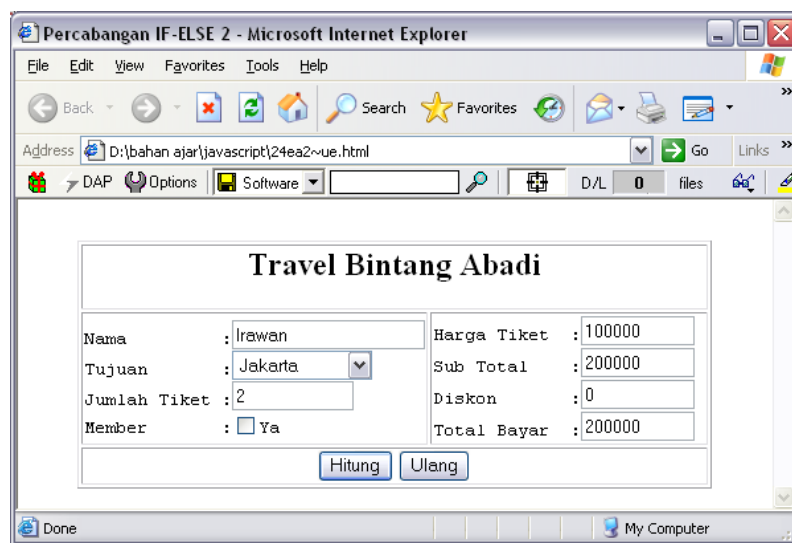 Percabangan IF-ELSE 2 - Microsoft Internet Explorer
File Edit View Favorites Tools Help
Back Search Favorites »
Address D:\bahan ajar\javascript\24ea2~ue.html Go Links »
DAP Options Software D/L 0 files
Travel Bintang Abadi
Nama : Irawan
Tujuan : Jakarta
Jumlah Tiket : 2
Member : Ya
Harga Tiket : 100000
Sub Total : 200000
Diskon : 0
Total Bayar : 200000
Hitung Ulang
Done My Computer